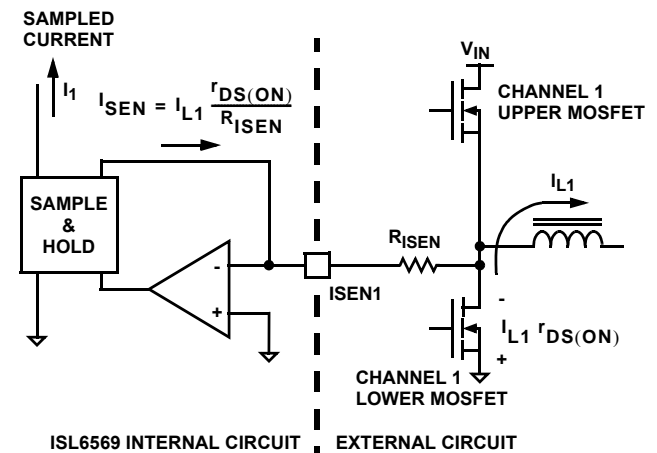 SAMPLED
CURRENT
I1
ISEN = IL1 rDS(ON)
RISEN
SAMPLE
&
HOLD
-
+
ISEN1
RISEN
VIN
CHANNEL 1
UPPER MOSFET
IL1
-
IL1 rDS(ON)
+
CHANNEL 1
LOWER MOSFET
ISL6569 INTERNAL CIRCUIT
EXTERNAL CIRCUIT